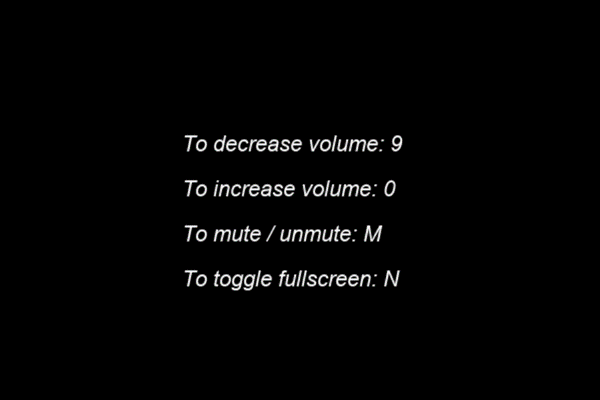 To decrease volume: 9
To increase volume: 0
To mute / unmute: M
To toggle fullscreen: N